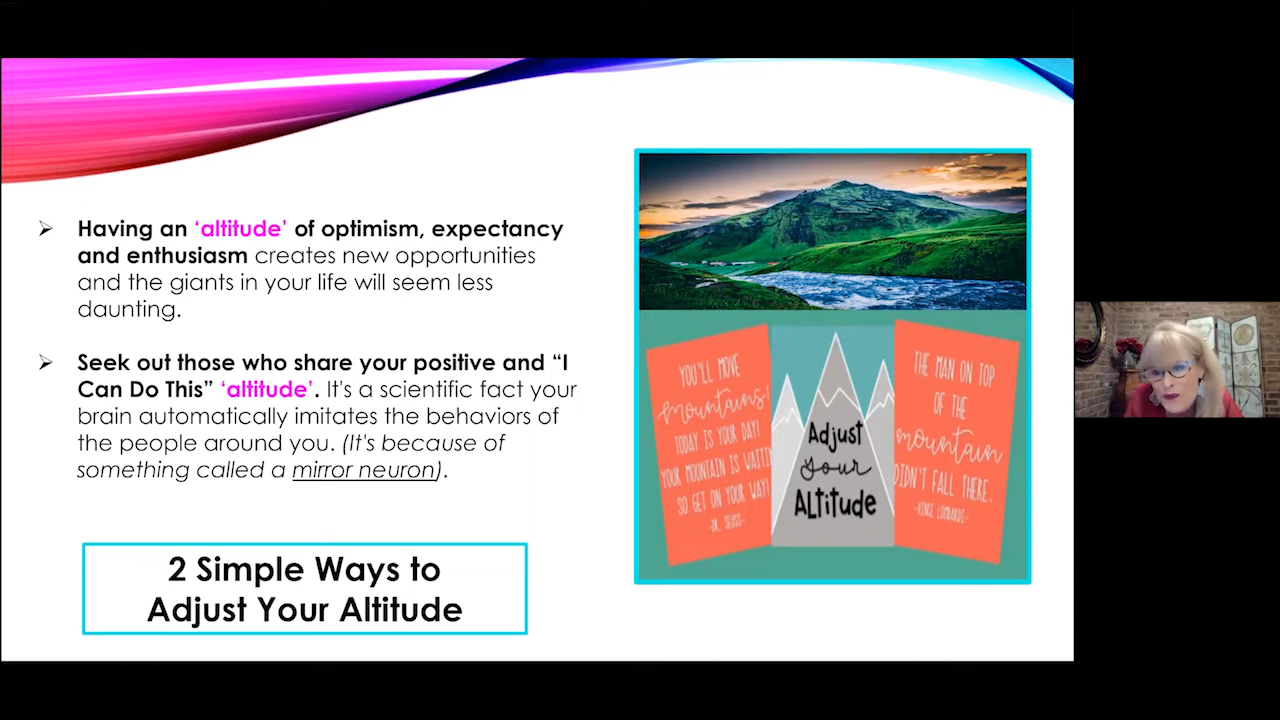 Having an ‘altitude’ of optimism, expectancy
and enthusiasm creates new opportunities
and the giants in your life will seem less
daunting.
Seek out those who share your positive and “I
Can Do This” ‘altitude’. It's a scientific fact your
brain automatically imitates the behaviors of
the people around you. (It's because of
something called a mirror neuron).
2 Simple Ways to
Adjust Your Altitude
YOU'LL MOVE
mountains!
TODAY IS YOUR DAY!
YOUR MOUNTAIN IS WAITIN
SO GET ON YOUR WAY!
-DR. SEUSS-
Adjust
your
ALtitude
THE MAN ON TOP
OF THE
mountain
DIDN'T FALL THERE.
-VINCE LOMBARDI-